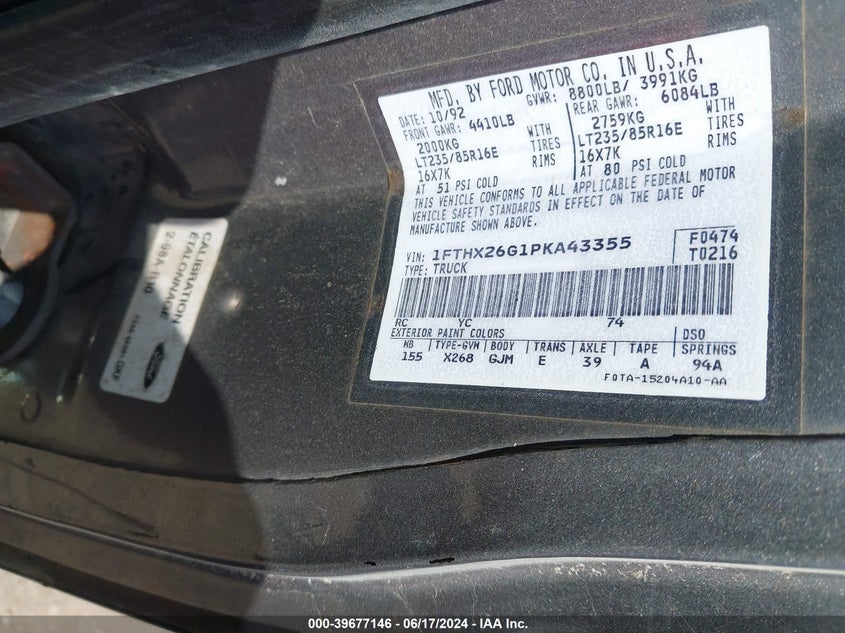 MFD. BY FORD MOTOR CO. IN U.S.A.
DATE: 10/92 GVWR: 8800LB/ 3991KG
FRONT GAWR: 4410LB REAR GAWR: 6084LB
2000KG WITH 2759KG WITH
LT235/85R16E TIRES LT235/85R16E TIRES
16X7K RIMS 16X7K RIMS
AT 51 PSI COLD AT 80 PSI COLD
THIS VEHICLE CONFORMS TO ALL APPLICABLE FEDERAL MOTOR
VEHICLE SAFETY STANDARDS IN EFFECT ON THE DATE OF
MANUFACTURE SHOWN ABOVE.
VIN: 1FTHX26G1PKA43355 F0474
TYPE: TRUCK T0216
RC YC 74
EXTERIOR PAINT COLORS DSO
WB TYPE-GVW BODY TRANS AXLE TAPE SPRINGS
155 X268 GJM E 39 A 94A
F0TA-15204A10-AA
CALIBRATION
ÉTALONNAGE
2-98A-R10
Ford
000-39677146 - 06/17/2024 - IAA Inc.